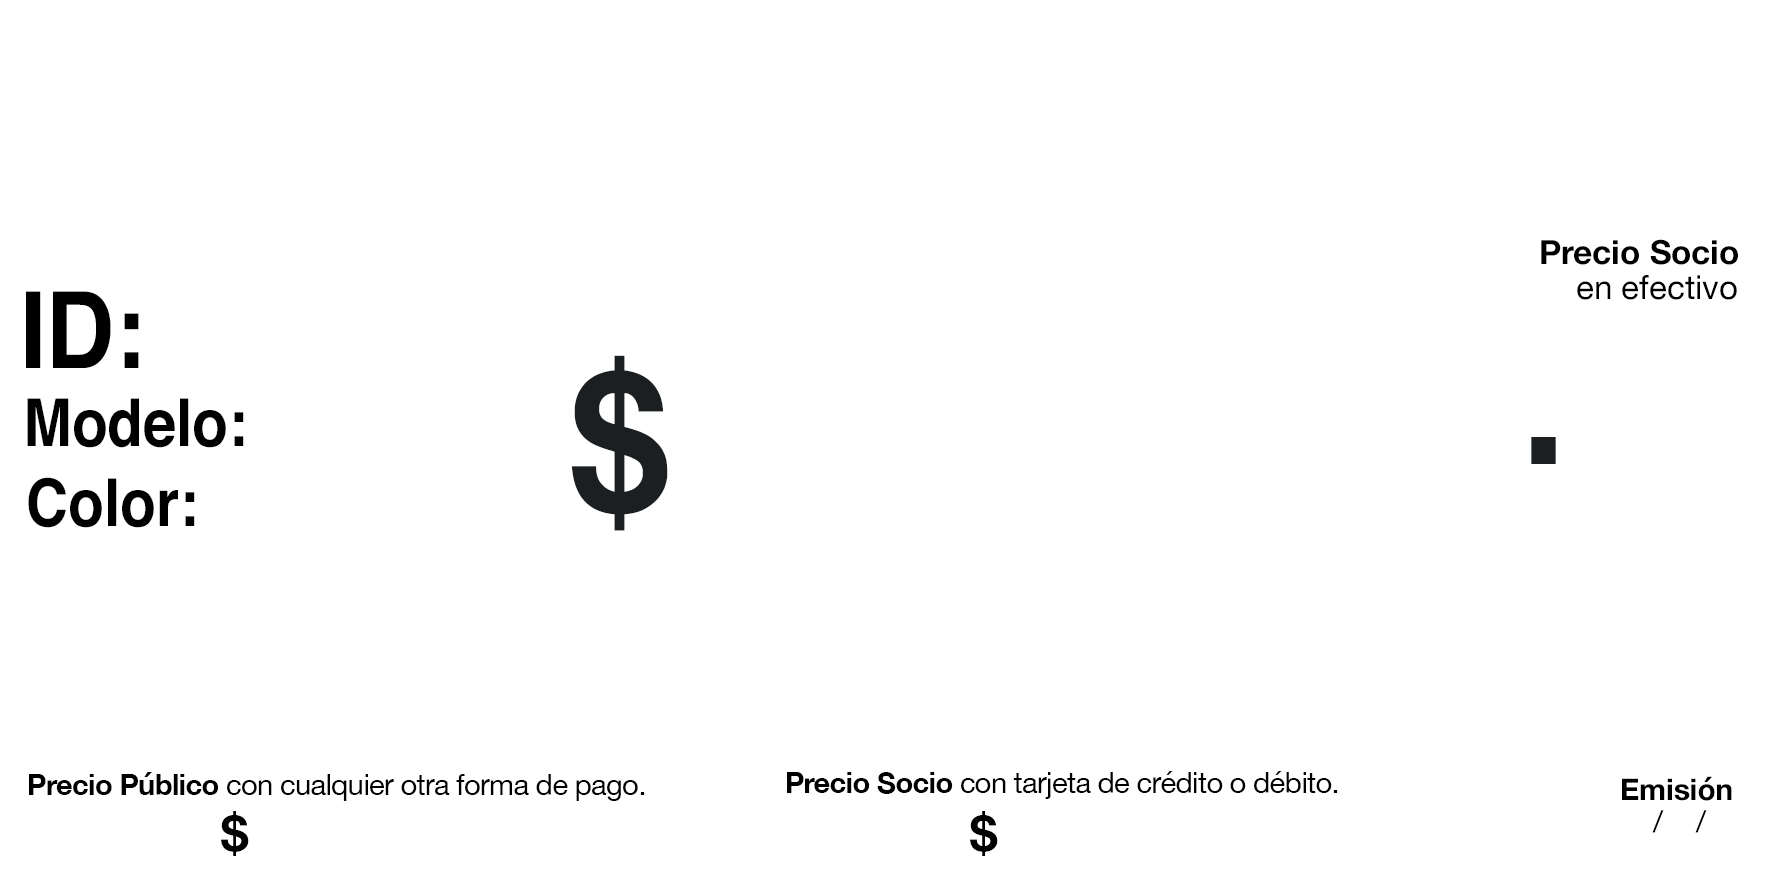 Precio Socio
en efectivo
ID:
Modelo:
Color:
$ .
Precio Público con cualquier otra forma de pago.
$
Precio Socio con tarjeta de crédito o débito.
$
Emisión
/ /